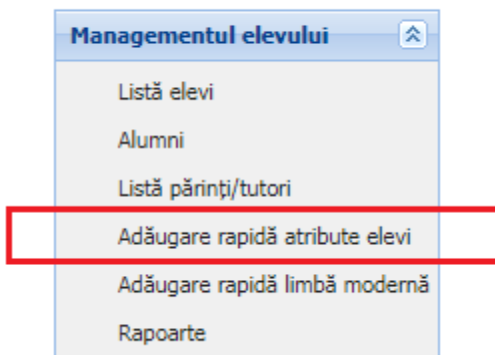 Managementul elevului
Listă elevi
Alumni
Listă părinți/tutori
Adăugare rapidă atribute elevi
Adăugare rapidă limbă modernă
Rapoarte